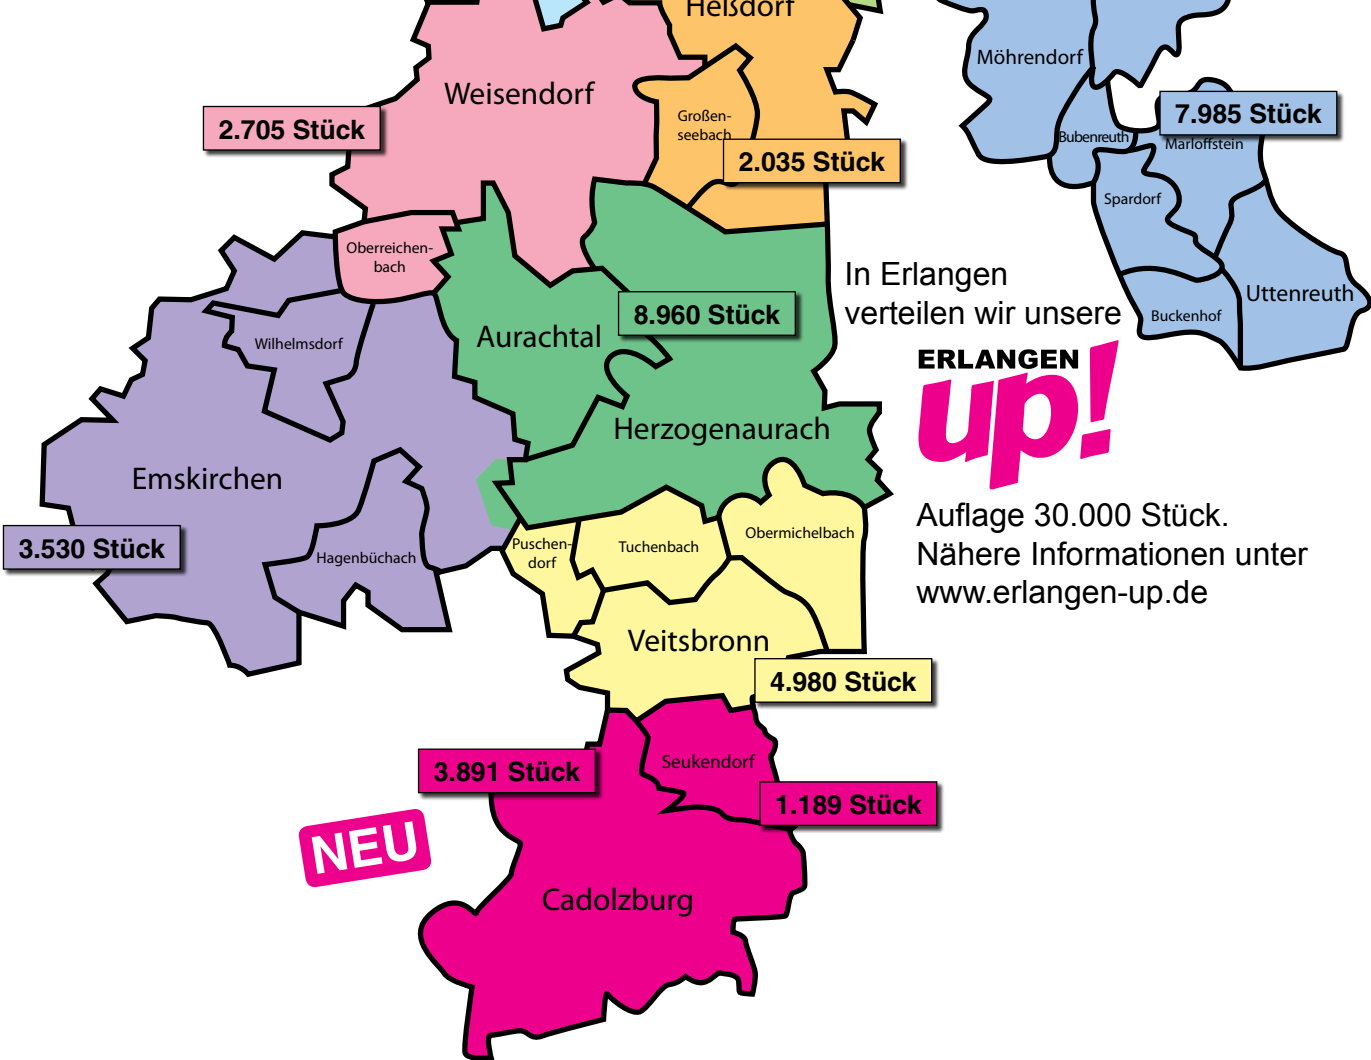 Heßdorf
Möhrendorf
Weisendorf
Großen-
seebach
2.705 Stück
7.985 Stück
Bubenreuth
Marloffstein
2.035 Stück
Spardorf
Oberreichen-
bach
In Erlangen
verteilen wir unsere
Uttenreuth
8.960 Stück
Buckenhof
Aurachtal
Wilhelmsdorf
ERLANGEN
up!
Herzogenaurach
Emskirchen
Auflage 30.000 Stück.
Nähere Informationen unter
www.erlangen-up.de
3.530 Stück
Hagenbüchach
Puschen-
dorf
Tuchenbach
Obermichelbach
Veitsbronn
4.980 Stück
Seukendorf
3.891 Stück
1.189 Stück
NEU
Cadolzburg